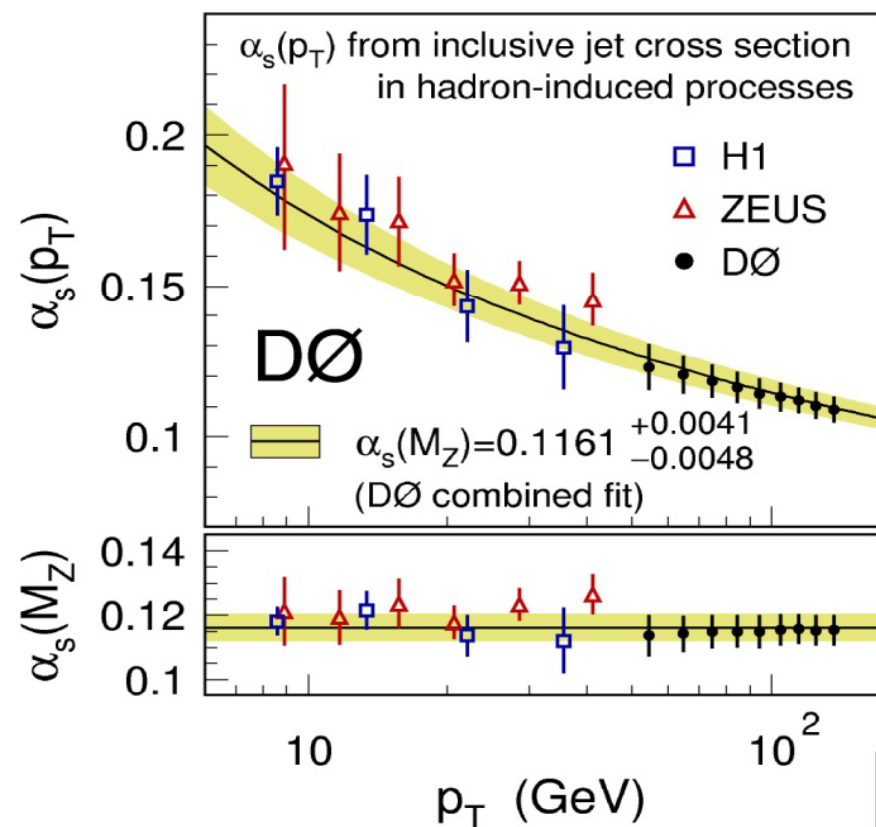 αs(pT) from inclusive jet cross section
in hadron-induced processes
H1
ZEUS
DØ
0.2
0.15
0.1
αs(pT)
DØ
αs(MZ)=0.1161 +0.0041 −0.0048
(DØ combined fit)
0.14
0.12
0.1
αs(MZ)
10
10²
pT (GeV)